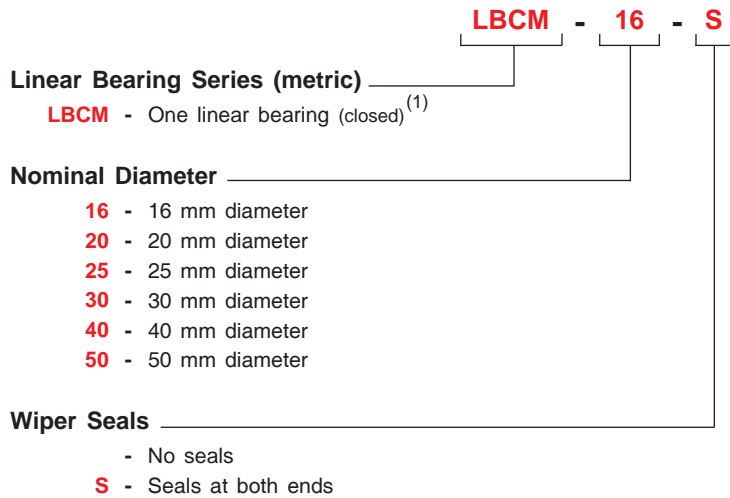 LBCM - 16 - S
Linear Bearing Series (metric)
LBCM - One linear bearing (closed)(1)
Nominal Diameter
16 - 16 mm diameter
20 - 20 mm diameter
25 - 25 mm diameter
30 - 30 mm diameter
40 - 40 mm diameter
50 - 50 mm diameter
Wiper Seals
- No seals
S - Seals at both ends